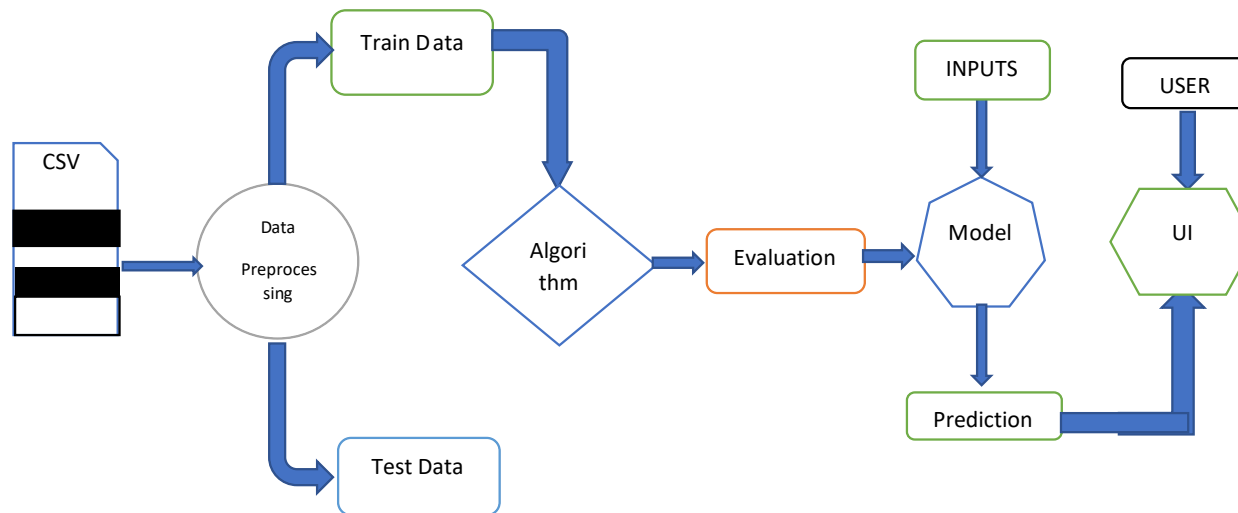 Train Data
INPUTS
USER
CSV
Data
Preproces
sing
Algori
thm
Evaluation
Model
UI
Prediction
Test Data